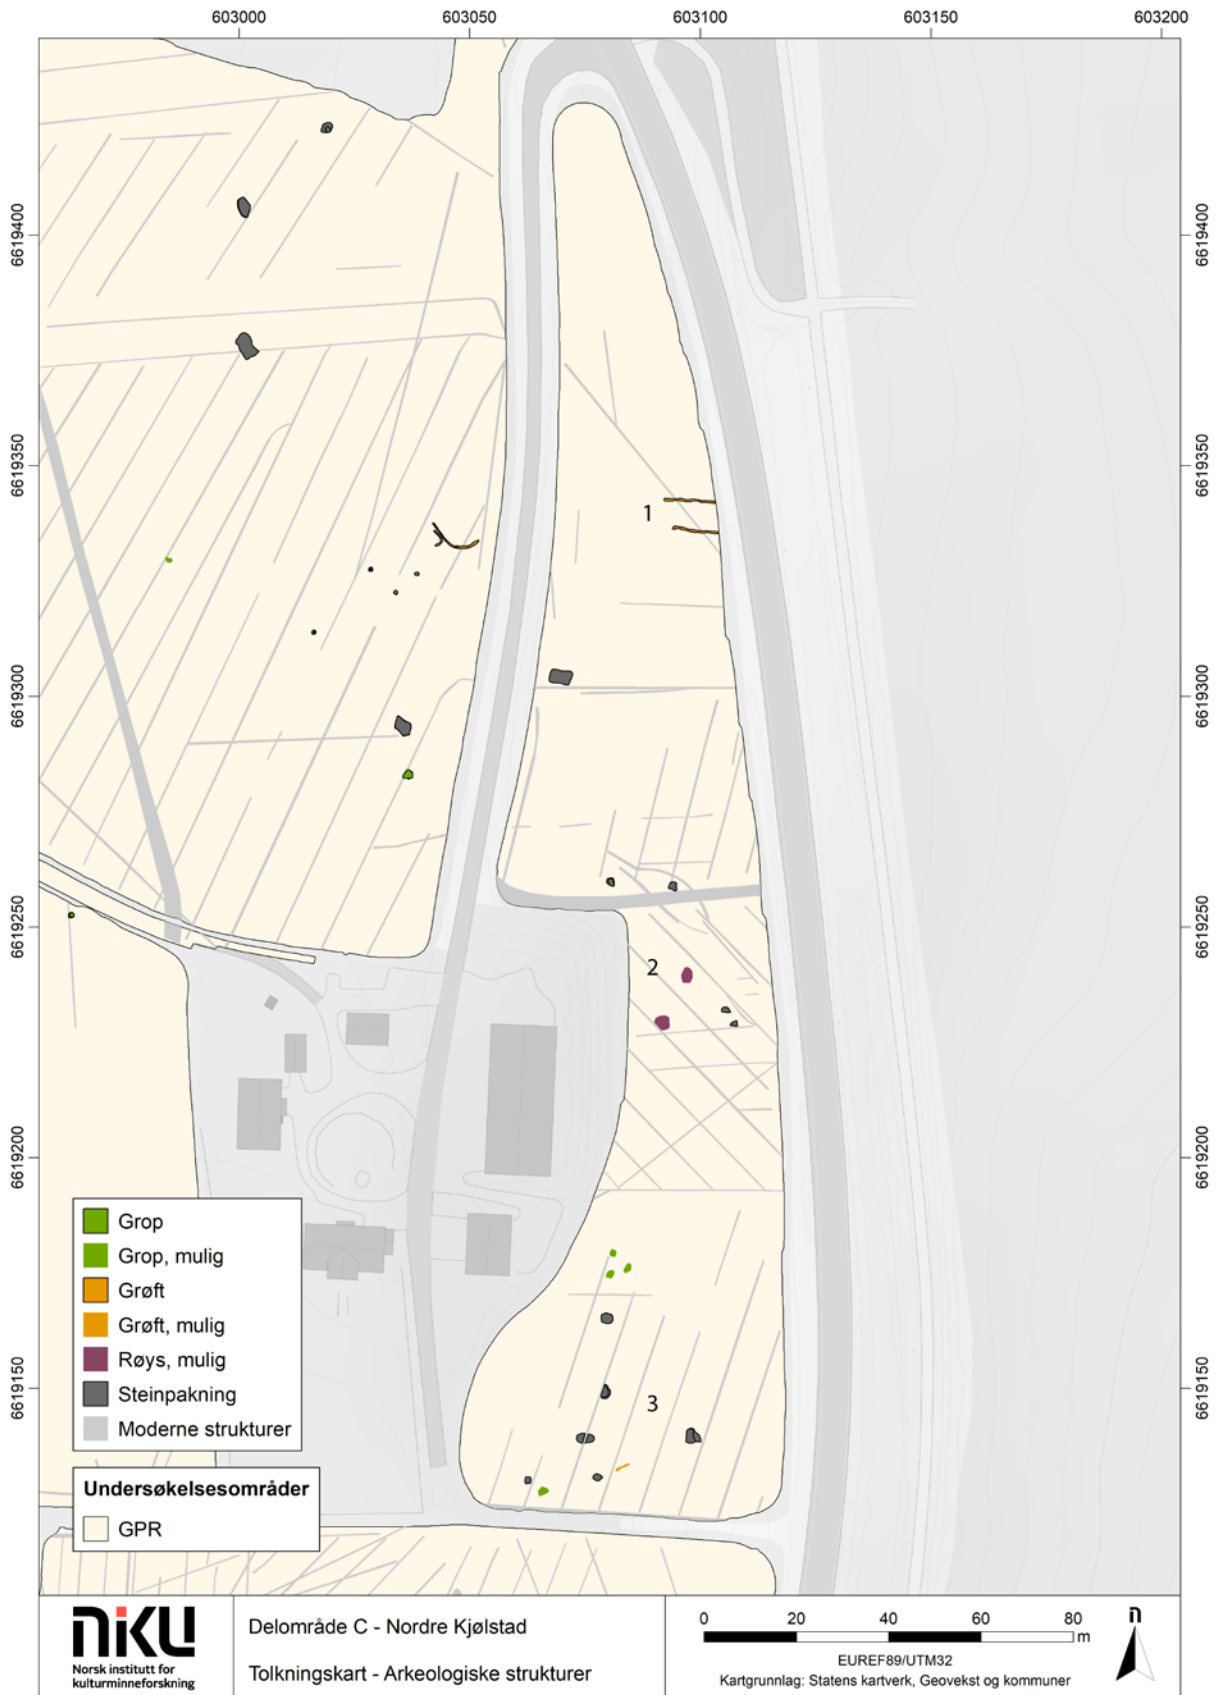 603000 603050 603100 603150 603200
6619400 6619400
6619350 6619350
1
6619300 6619300
6619250 6619250
2
6619200 6619200
Grop
Grop, mulig
Grøft
Grøft, mulig
Røys, mulig
Steinpakning
Moderne strukturer
6619150 6619150
3
Undersøkelsesområder
GPR
niku
Norsk institutt for
kulturminneforskning
Delområde C - Nordre Kjølstad
Tolkningskart - Arkeologiske strukturer
0 20 40 60 80
m
EUREF89/UTM32
Kartgrunnlag: Statens kartverk, Geovekst og kommuner
n